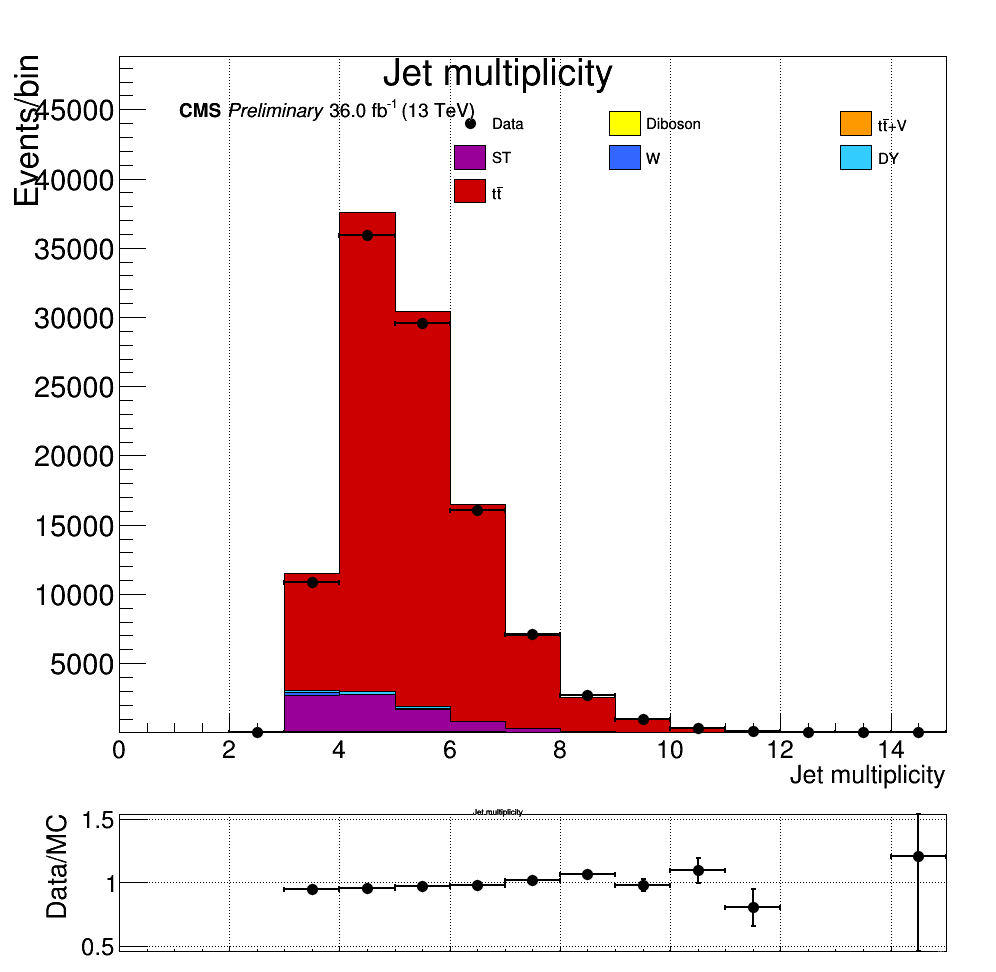 Jet multiplicity
Events/bin
CMS Preliminary 36.0 fb⁻¹ (13 TeV)
Data
Diboson
tt̄+V
ST
W
DY
tt̄
45000
40000
35000
30000
25000
20000
15000
10000
5000
0 2 4 6 8 10 12 14
Jet multiplicity
Jet multiplicity
Data/MC
1.5
1
0.5